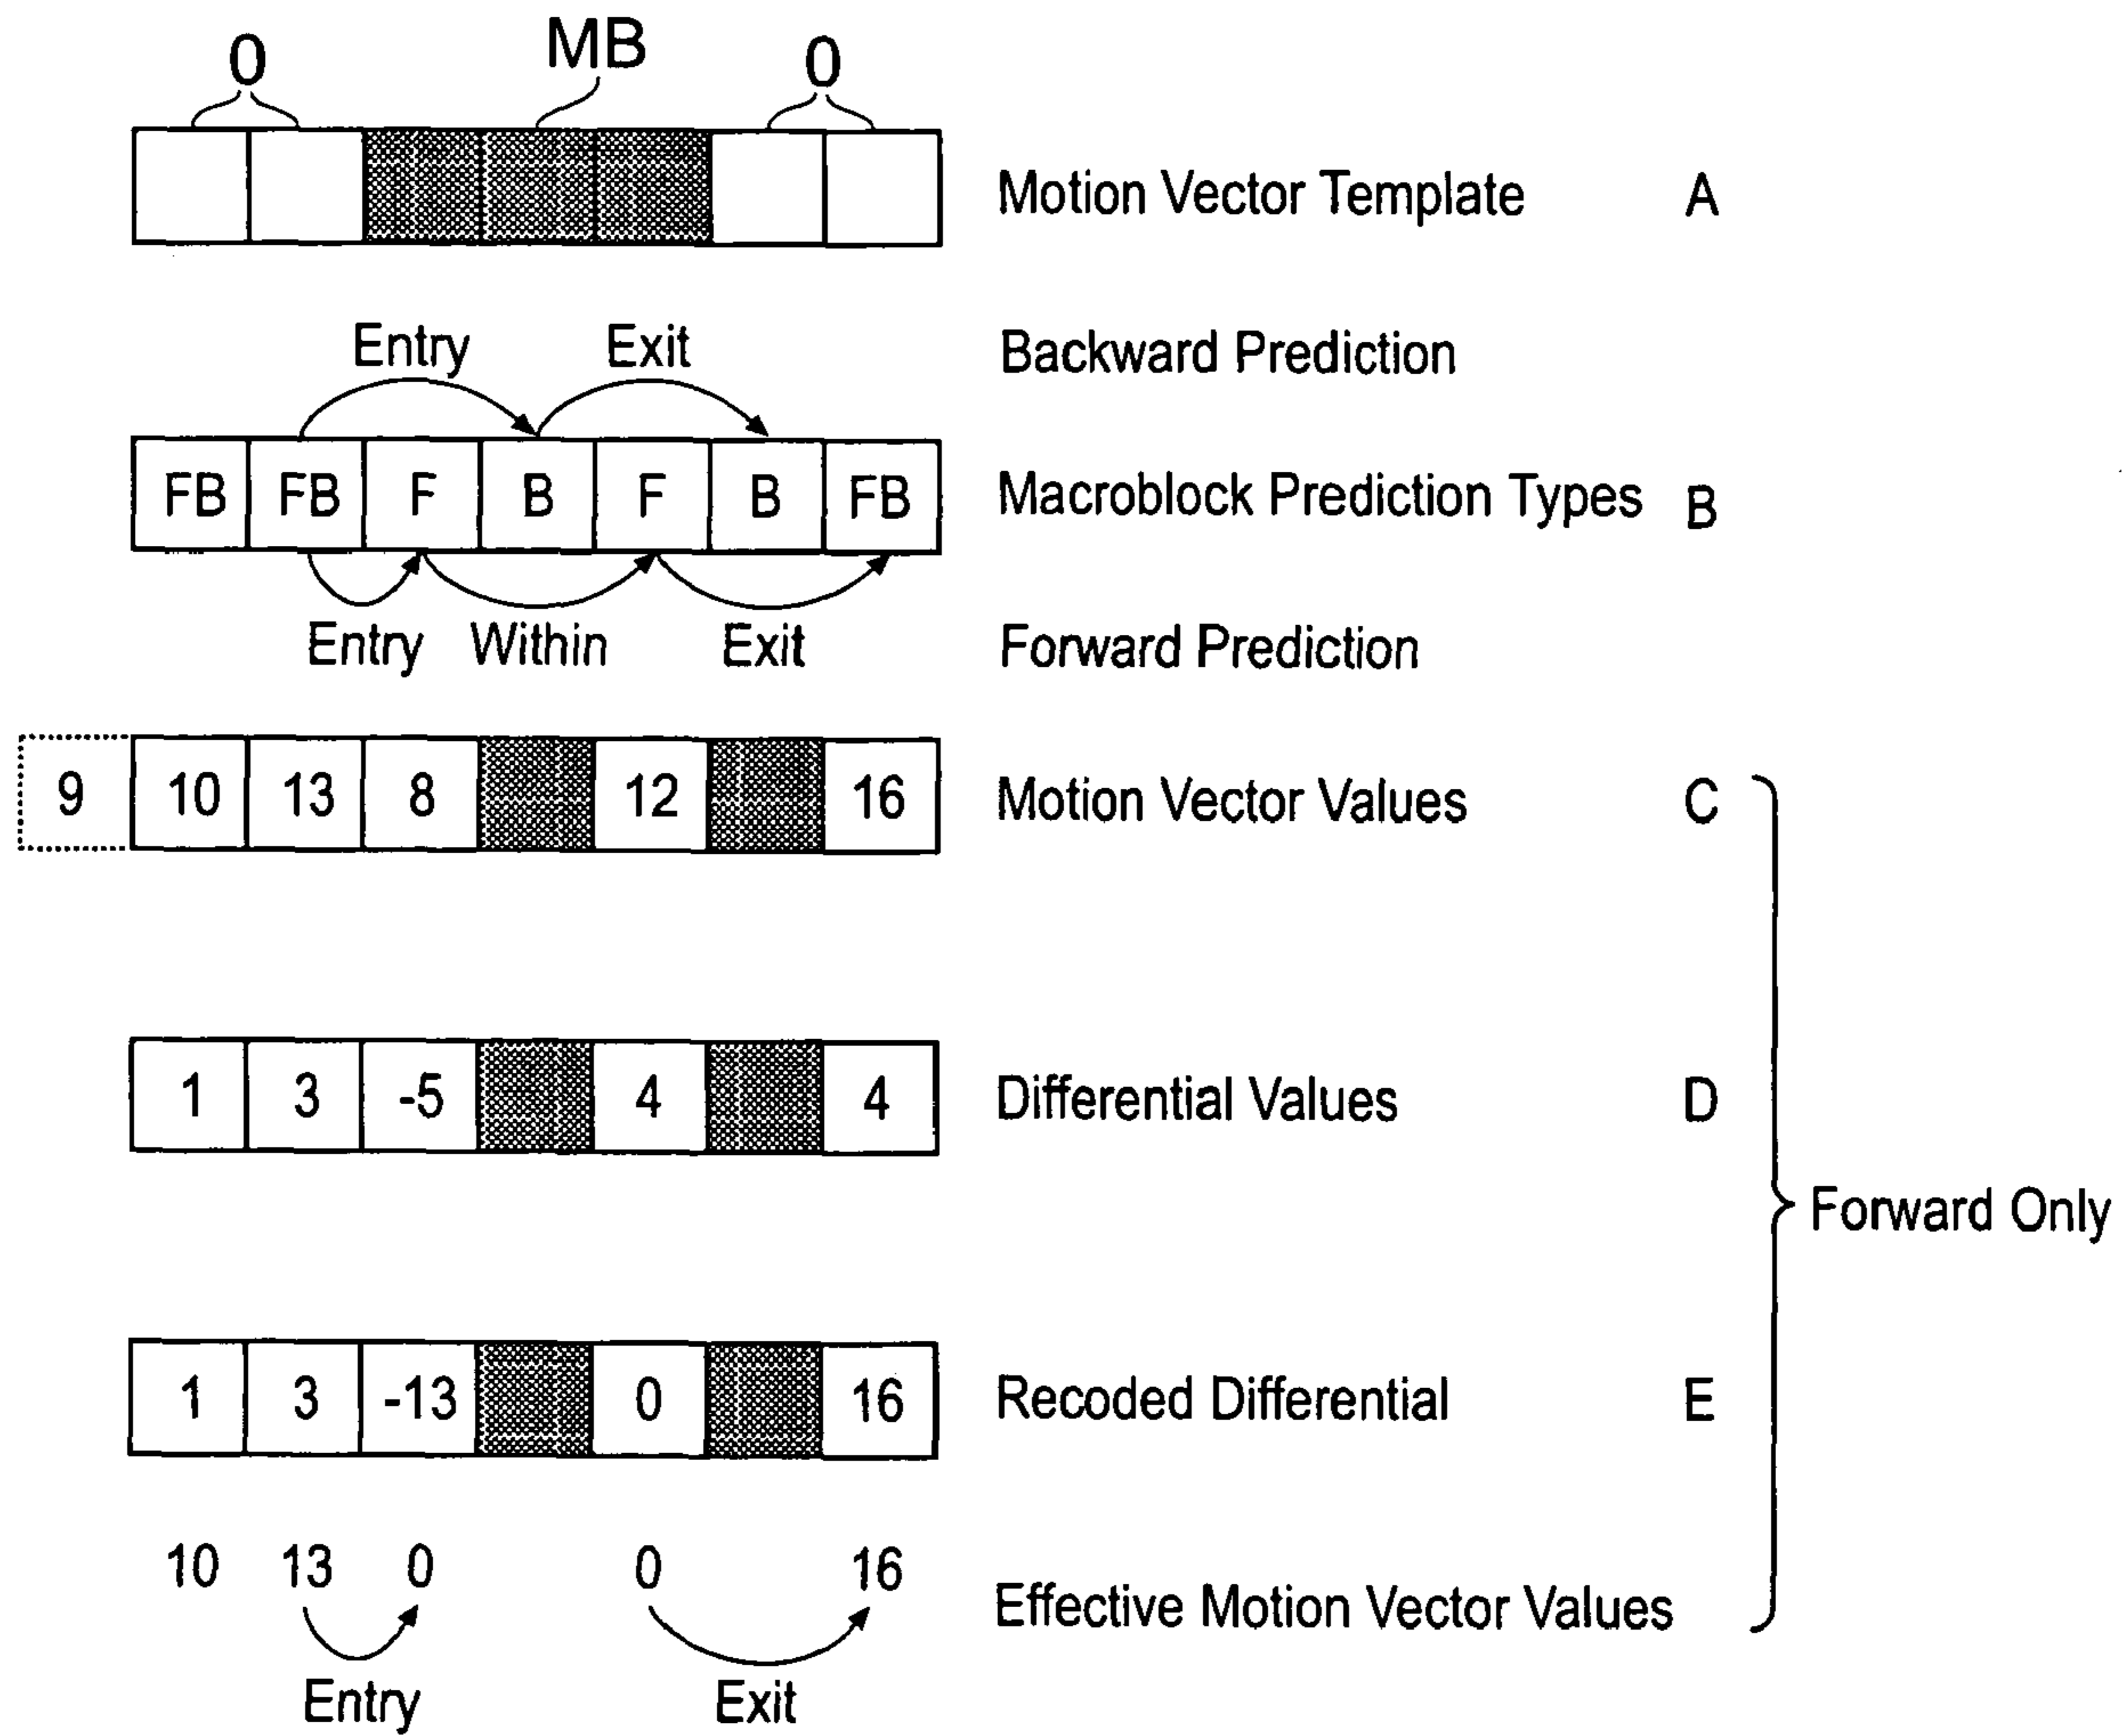 0 MB 0
Motion Vector Template A
Entry Exit Backward Prediction
FB FB F B F B FB Macroblock Prediction Types B
Entry Within Exit Forward Prediction
9 10 13 8 12 16 Motion Vector Values C
1 3 -5 4 4 Differential Values D
Forward Only
1 3 -13 0 16 Recoded Differential E
10 13 0 0 16 Effective Motion Vector Values
Entry Exit